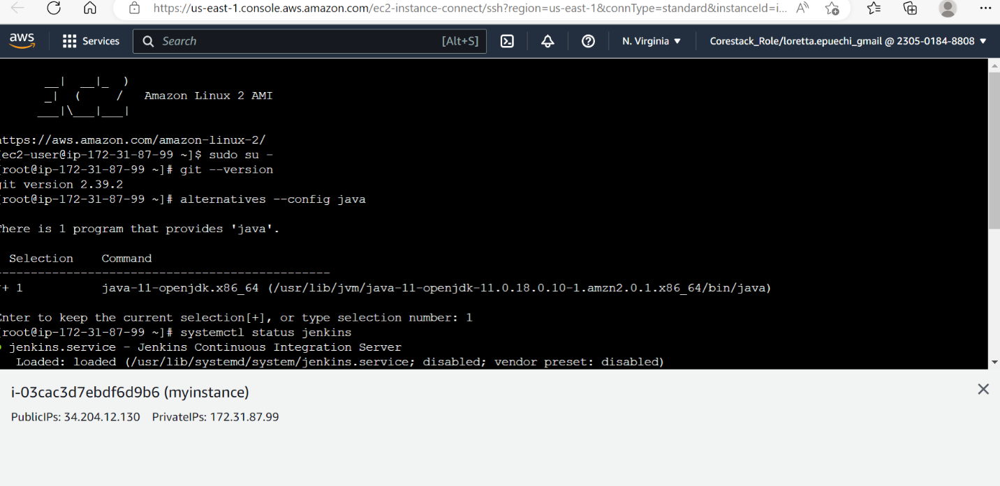 https://us-east-1.console.aws.amazon.com/ec2-instance-connect/ssh?region=us-east-1&connType=standard&instanceId=i...
aws Services Search [Alt+S] N. Virginia ▼ Corestack_Role/loretta.epuechi_gmail @ 2305-0184-8808 ▼
__| __|_ )
_| ( / Amazon Linux 2 AMI
___|\___|___|
ttps://aws.amazon.com/amazon-linux-2/
[ec2-user@ip-172-31-87-99 ~]$ sudo su -
[root@ip-172-31-87-99 ~]# git --version
git version 2.39.2
[root@ip-172-31-87-99 ~]# alternatives --config java
There is 1 program that provides 'java'.
Selection Command
-----------------------------------------------
*+ 1 java-11-openjdk.x86_64 (/usr/lib/jvm/java-11-openjdk-11.0.18.0.10-1.amzn2.0.1.x86_64/bin/java)
Enter to keep the current selection[+], or type selection number: 1
[root@ip-172-31-87-99 ~]# systemctl status jenkins
● jenkins.service - Jenkins Continuous Integration Server
Loaded: loaded (/usr/lib/systemd/system/jenkins.service; disabled; vendor preset: disabled)
i-03cac3d7ebdf6d9b6 (myinstance)
PublicIPs: 34.204.12.130 PrivateIPs: 172.31.87.99